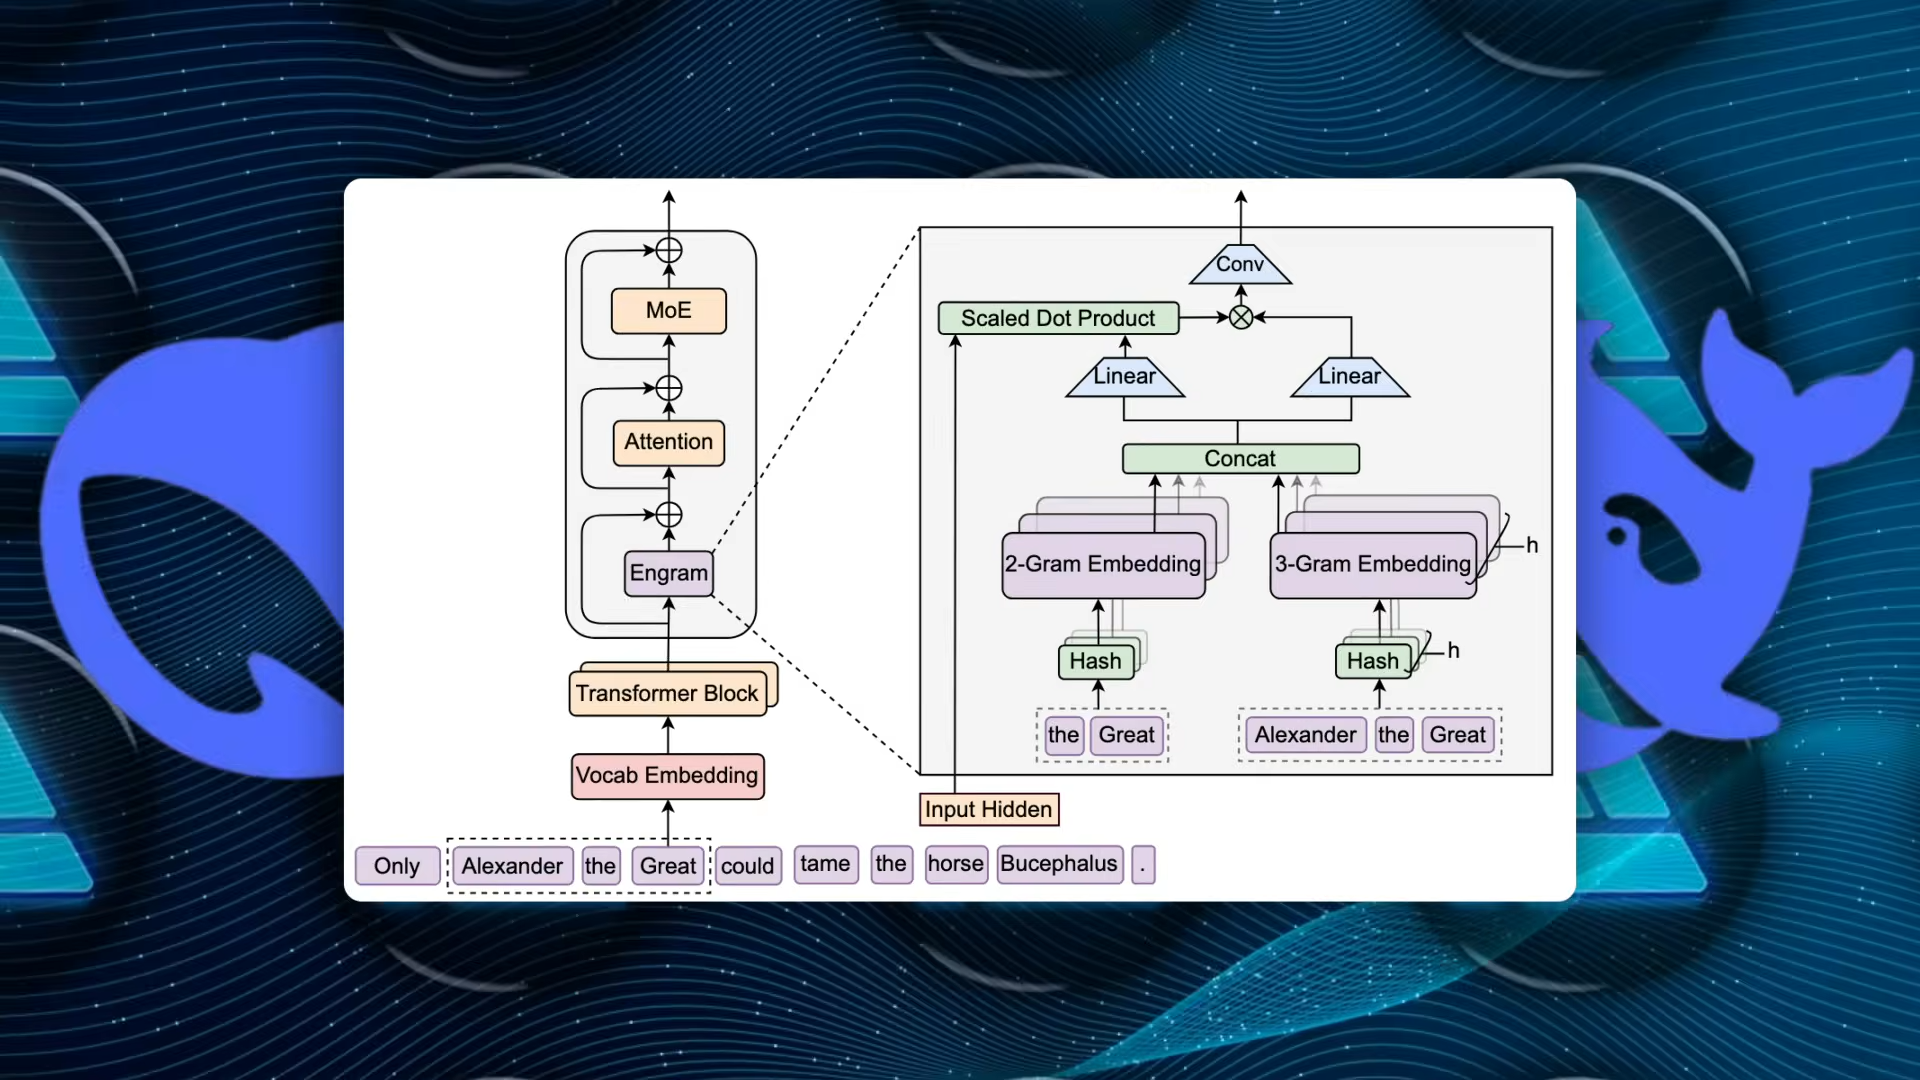 MoE
Attention
Engram
Transformer Block
Vocab Embedding
Only Alexander the Great could tame the horse Bucephalus .
Conv
Scaled Dot Product
Linear Linear
Concat
2-Gram Embedding 3-Gram Embedding h
Hash Hash h
the Great Alexander the Great
Input Hidden